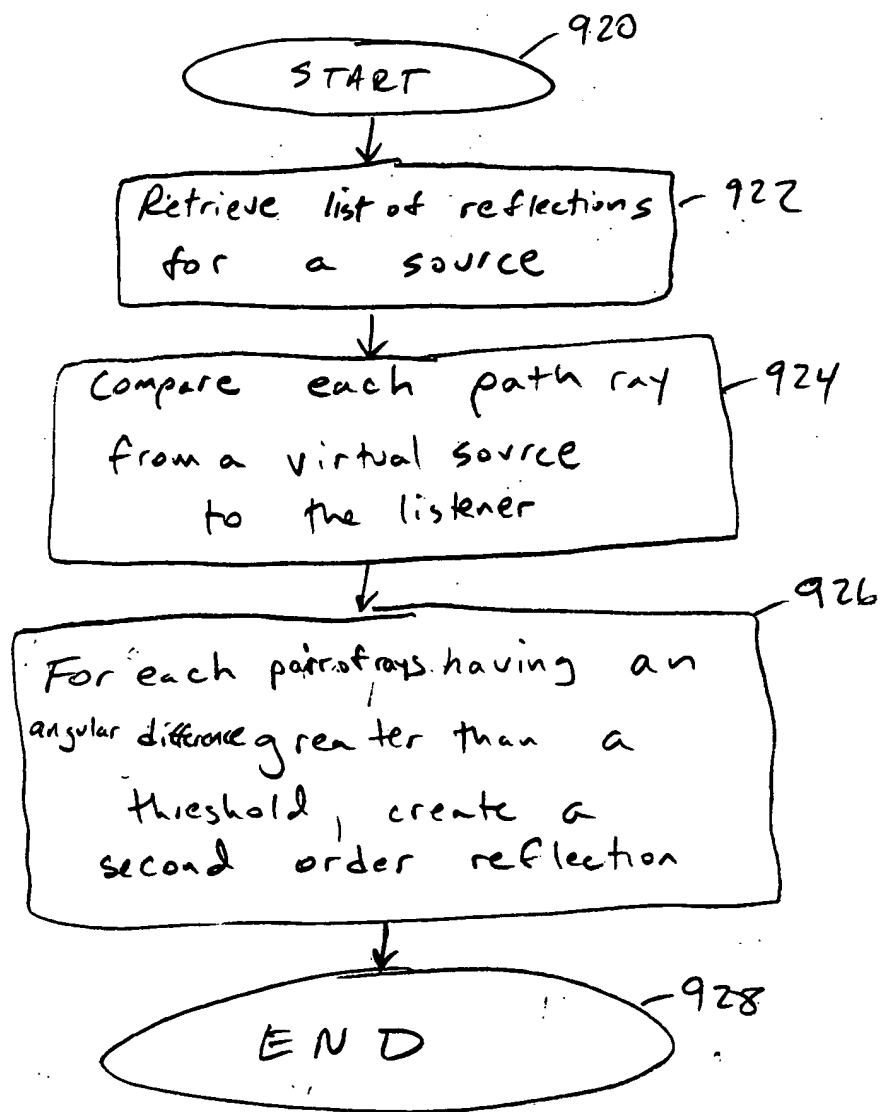 920
START
Retrieve list of reflections
for a source
922
Compare each path ray
from a virtual source
to the listener
924
926
For each pair of rays having an
angular difference greater than a
threshold, create a
second order reflection
END
928